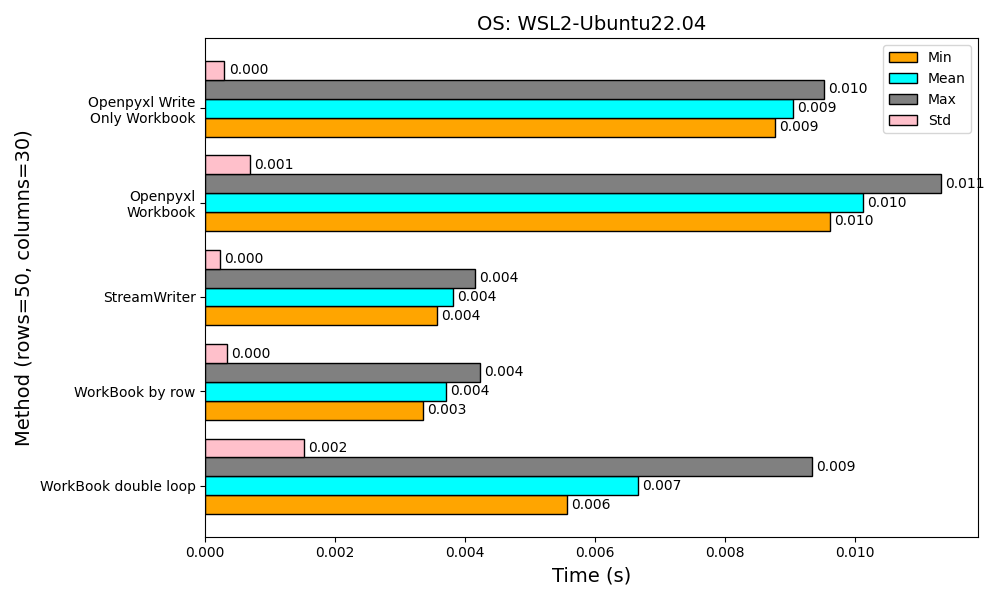 OS: WSL2-Ubuntu22.04
Min
Mean
Max
Std
Method (rows=50, columns=30)
Openpyxl Write
Only Workbook
0.000
0.010
0.009
0.009
Openpyxl
Workbook
0.001
0.011
0.010
0.010
StreamWriter
0.000
0.004
0.004
0.004
WorkBook by row
0.000
0.004
0.004
0.003
WorkBook double loop
0.002
0.009
0.007
0.006
0.000 0.002 0.004 0.006 0.008 0.010
Time (s)